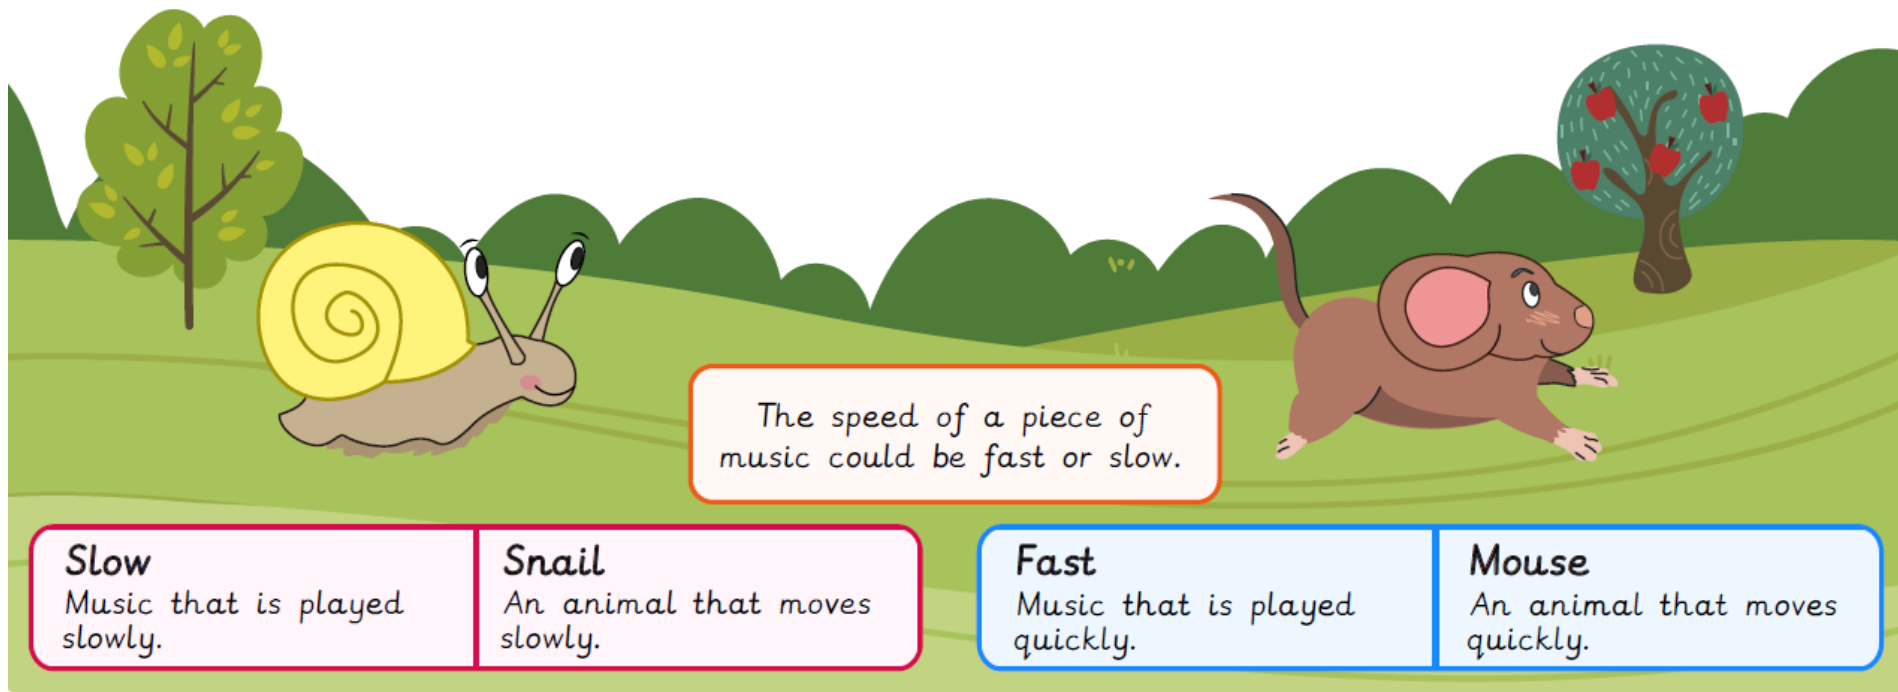 The speed of a piece of
music could be fast or slow.
Slow
Music that is played
slowly.
Snail
An animal that moves
slowly.
Fast
Music that is played
quickly.
Mouse
An animal that moves
quickly.